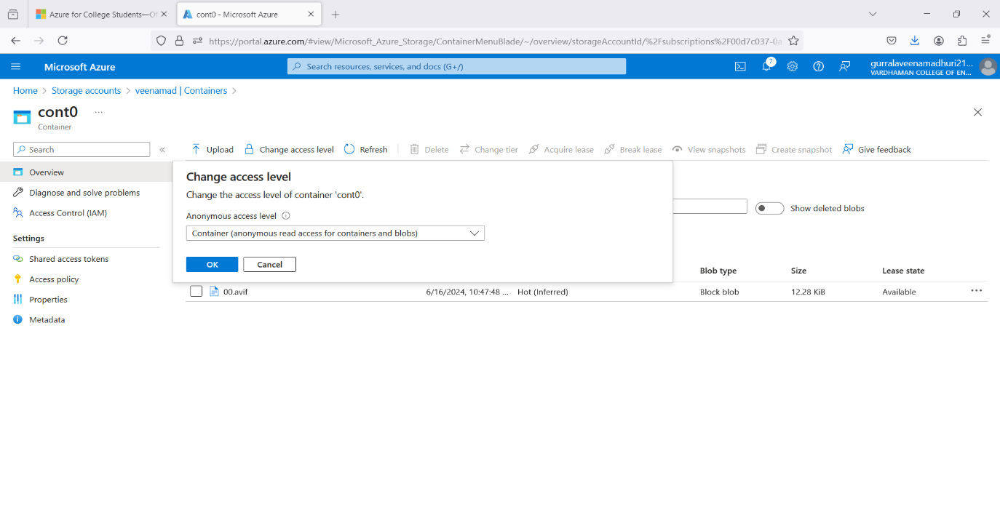 Azure for College Students—Of
cont0 - Microsoft Azure
https://portal.azure.com/#view/Microsoft_Azure_Storage/ContainerMenuBlade/~/overview/storageAccountId/%2Fsubscriptions%2F00d7c037-0a
Microsoft Azure
Search resources, services, and docs (G+/)
7
gurralaveenamadhuri21...
VARDHAMAN COLLEGE OF EN...
Home > Storage accounts > veenamad | Containers >
cont0 ...
Container
Search
«
Upload Change access level Refresh Delete Change tier Acquire lease Break lease View snapshots Create snapshot Give feedback
Overview
Diagnose and solve problems
Access Control (IAM)
Settings
Shared access tokens
Access policy
Properties
Metadata
Change access level
Change the access level of container 'cont0'.
Anonymous access level
Container (anonymous read access for containers and blobs)
OK Cancel
Show deleted blobs
Blob type Size Lease state
00.avif 6/16/2024, 10:47:48 ... Hot (Inferred) Block blob 12.28 KiB Available ...